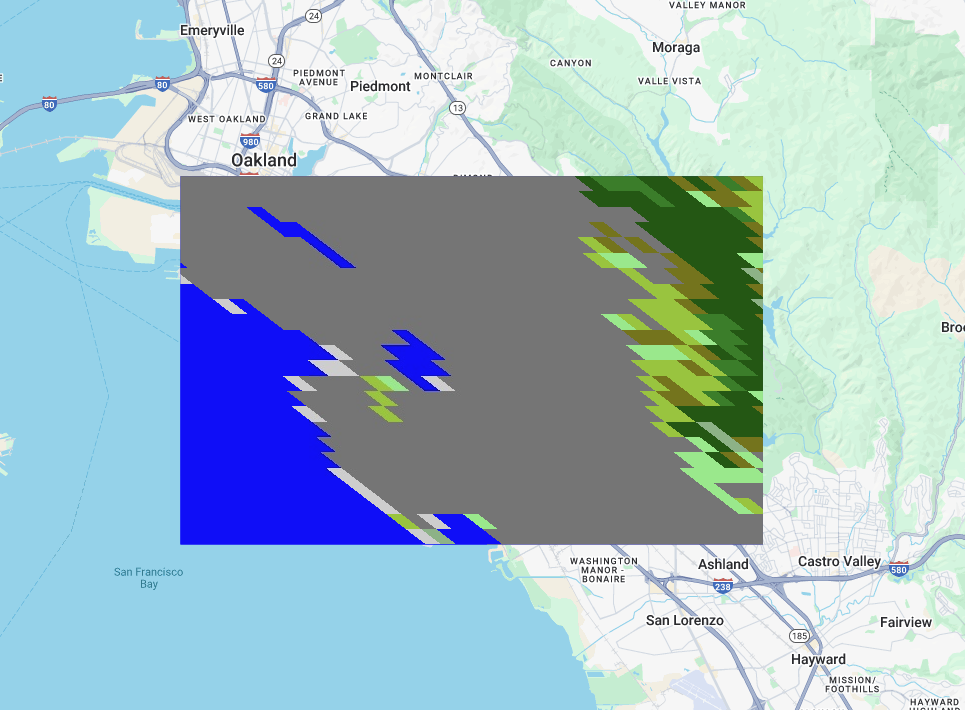 VALLEY MANOR
24
Emeryville
Moraga
24
CANYON
PIEDMONT
AVENUE
MONTCLAIR
VALLE VISTA
80
580
Piedmont
80
13
WEST OAKLAND
GRAND LAKE
980
Oakland
Broo
San Francisco
Bay
WASHINGTON
MANOR -
BONAIRE
Ashland
Castro Valley
580
238
San Lorenzo
Fairview
185
Hayward
MISSION/
FOOTHILLS
HAYWARD